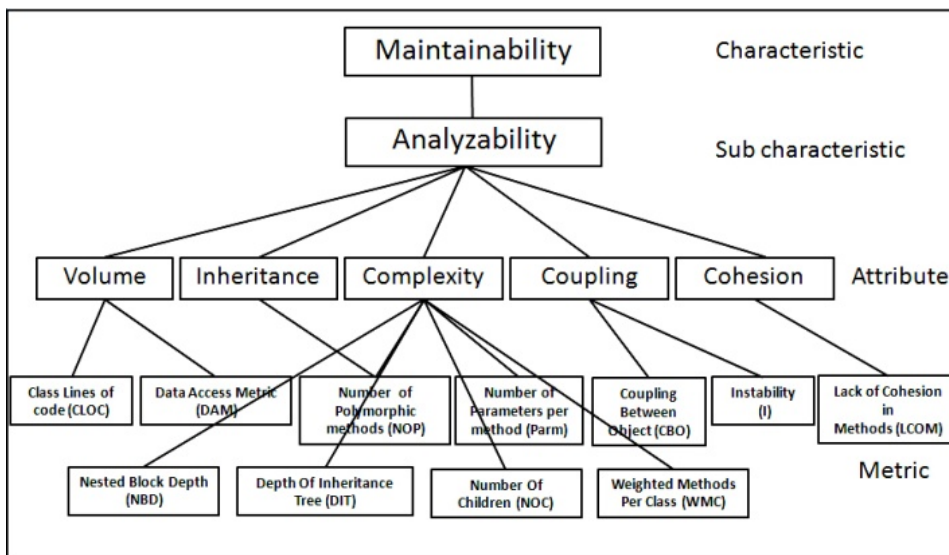 Maintainability
Characteristic
Analyzability
Sub characteristic
Volume
Inheritance
Complexity
Coupling
Cohesion
Attribute
Class Lines of
code (CLOC)
Data Access Metric
(DAM)
Number of
Polymorphic
methods (NOP)
Number of
Parameters per
method (Parm)
Coupling
Between
Object (CBO)
Instability
(I)
Lack of Cohesion
in
Methods (LCOM)
Metric
Nested Block Depth
(NBD)
Depth Of Inheritance
Tree (DIT)
Number Of
Children (NOC)
Weighted Methods
Per Class (WMC)